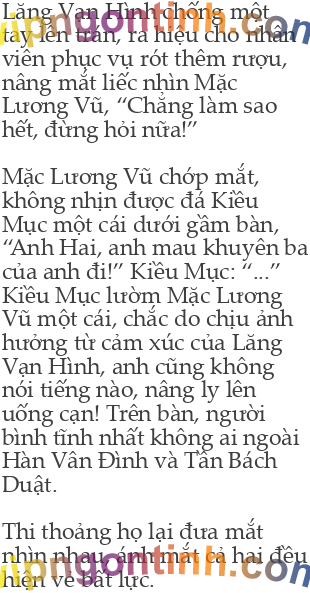 Lăng Vạn Hình chống một
tay lên trán, ra hiệu cho nhân
viên phục vụ rót thêm rượu,
nâng mắt liếc nhìn Mặc
Lương Vũ, “Chẳng làm sao
hết, đừng hỏi nữa!”
Mặc Lương Vũ chớp mắt,
không nhịn được đá Kiều
Mục một cái dưới gầm bàn,
“Anh Hai, anh mau khuyên ba
của anh đi!” Kiều Mục: “...”
Kiều Mục lườm Mặc Lương
Vũ một cái, chắc do chịu ảnh
hưởng từ cảm xúc của Lăng
Vạn Hình, anh cũng không
nói tiếng nào, nâng ly lên
uống cạn! Trên bàn, người
bình tĩnh nhất không ai ngoài
Hàn Vân Đình và Tần Bách
Duật.
Thi thoảng họ lại đưa mắt
nhìn nhau, ánh mắt cả hai đều
hiện vẻ bất lực.